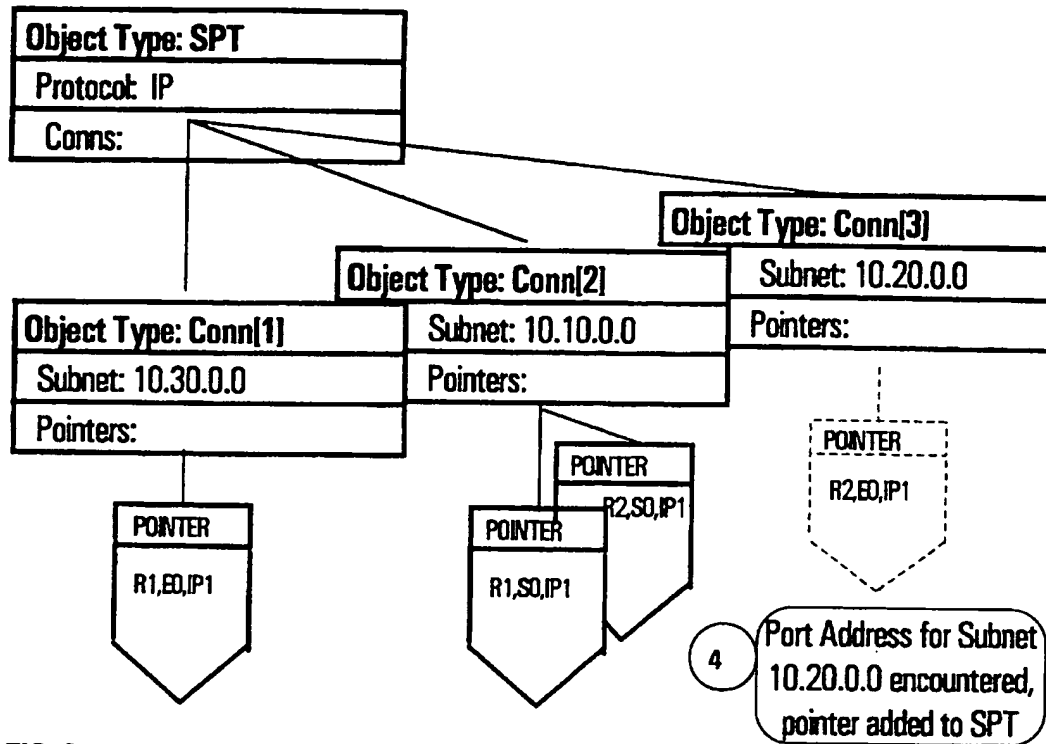 Object Type: SPT
Protocol: IP
Conns:
Object Type: Conn[3]
Subnet: 10.20.0.0
Pointers:
Object Type: Conn[2]
Subnet: 10.10.0.0
Pointers:
Object Type: Conn[1]
Subnet: 10.30.0.0
Pointers:
POINTER
R1,E0,IP1
POINTER
R1,S0,IP1
POINTER
R2,S0,IP1
POINTER
R2,E0,IP1
4
Port Address for Subnet
10.20.0.0 encountered,
pointer added to SPT